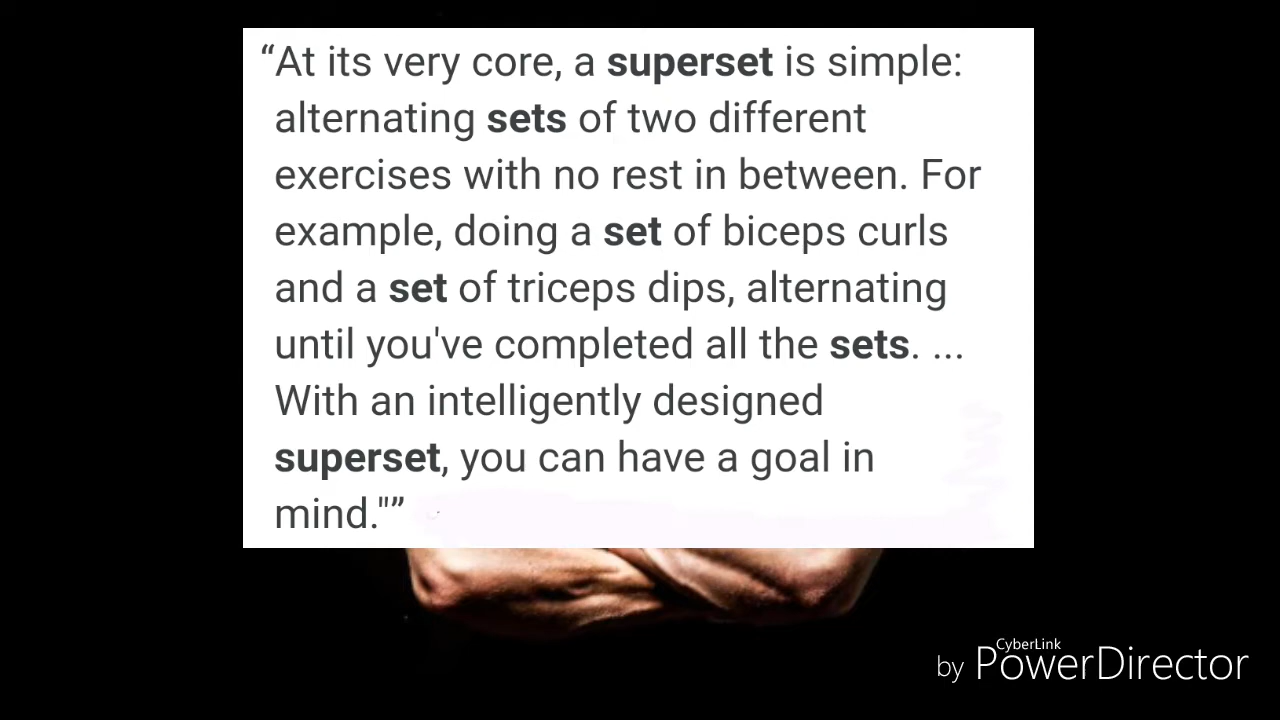 “At its very core, a superset is simple:
alternating sets of two different
exercises with no rest in between. For
example, doing a set of biceps curls
and a set of triceps dips, alternating
until you've completed all the sets. ...
With an intelligently designed
superset, you can have a goal in
mind."”
CyberLink
by PowerDirector